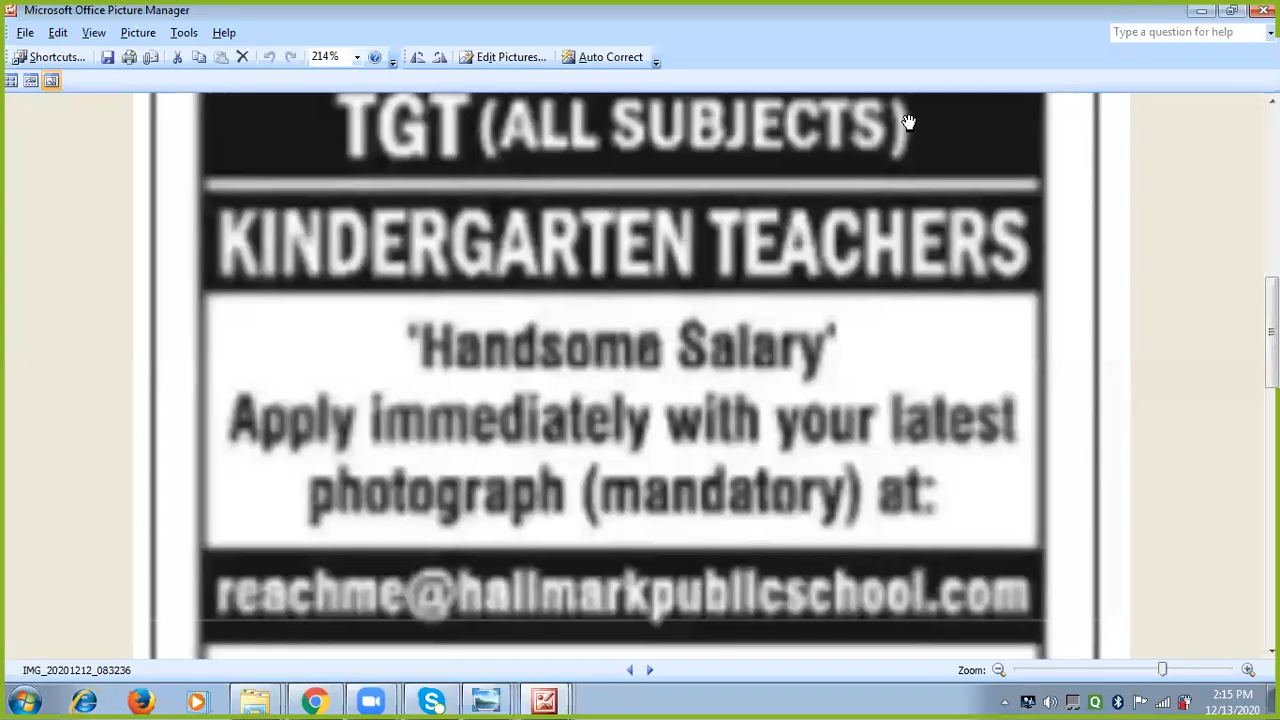 Microsoft Office Picture Manager
File Edit View Picture Tools Help
Type a question for help
Shortcuts...
214%
Edit Pictures...
Auto Correct
TGT (ALL SUBJECTS)
KINDERGARTEN TEACHERS
'Handsome Salary'
Apply immediately with your latest
photograph (mandatory) at:
reachme@hallmarkpublicschool.com
IMG_20201212_083236
Zoom:
2:15 PM
12/13/2020